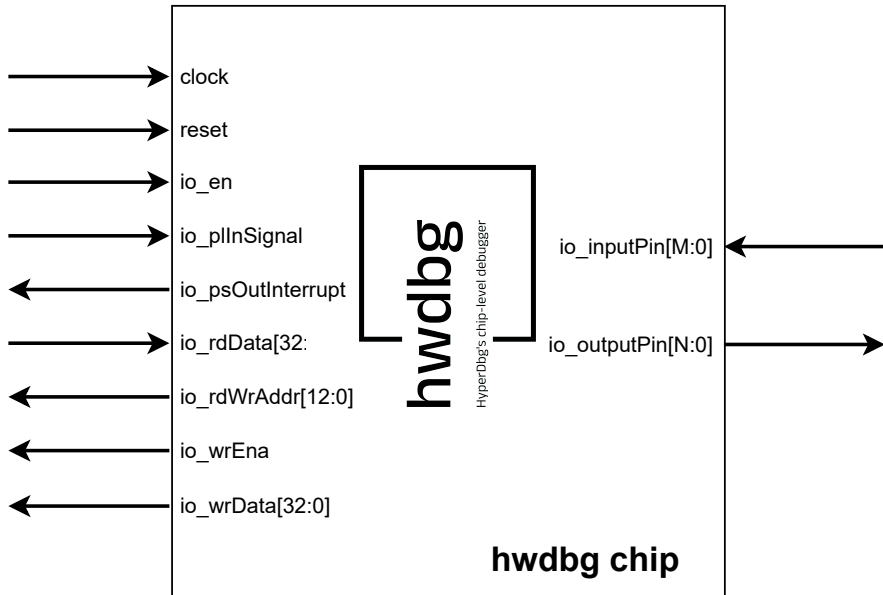 clock
reset
io_en
io_plInSignal
io_psOutInterrupt
io_rdData[32:
io_rdWrAddr[12:0]
io_wrEna
io_wrData[32:0]
hwdbg
HyperDbg's chip-level debugger
io_inputPin[M:0]
io_outputPin[N:0]
hwdbg chip